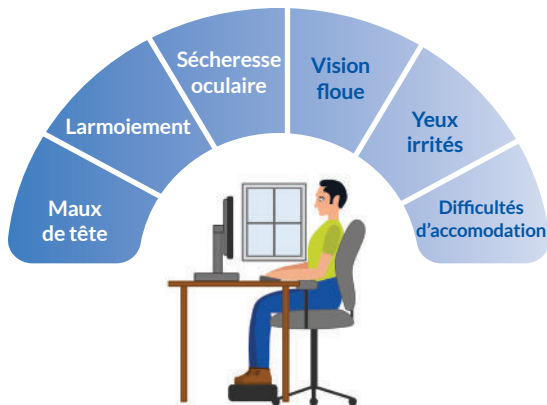 Maux
de tête
Larmoiement
Sécheresse
oculaire
Vision
floue
Yeux
irrités
Difficultés
d'accomodation